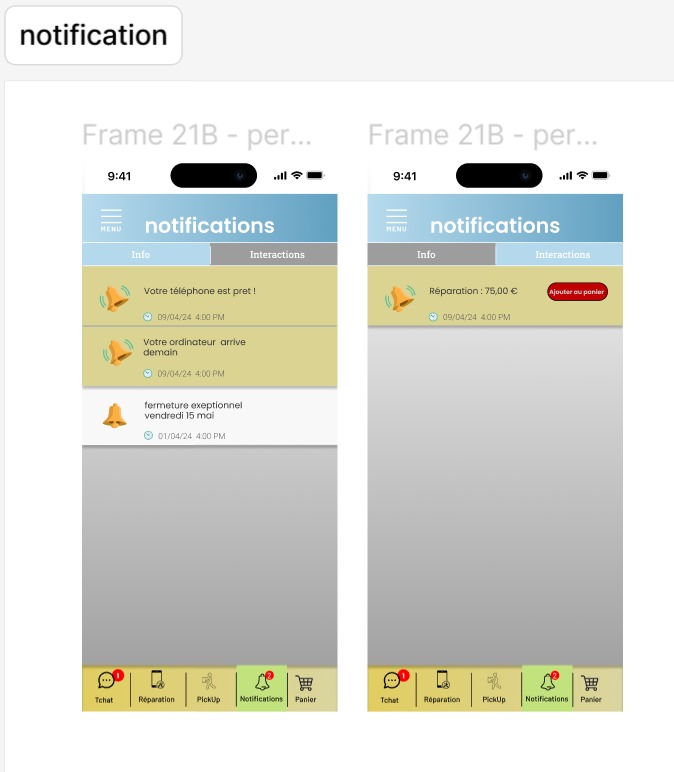 notification
Frame 21B - per...
9:41
MENU
notifications
Info
Interactions
Votre téléphone est pret !
09/04/24 4:00 PM
Votre ordinateur arrive
demain
09/04/24 4:00 PM
fermeture exeptionnel
vendredi 15 mai
01/04/24 4:00 PM
1
Tchat
Réparation
PickUp
2
Notifications
Panier
Frame 21B - per...
9:41
MENU
notifications
Info
Interactions
Réparation : 75,00 €
Ajouter au panier
09/04/24 4:00 PM
1
Tchat
Réparation
PickUp
2
Notifications
Panier